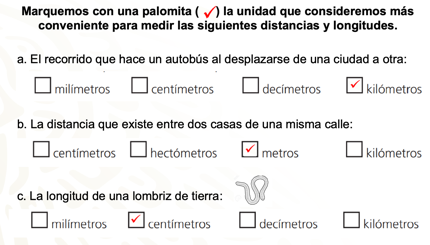 Marquemos con una palomita ( ✓ ) la unidad que consideremos más
conveniente para medir las siguientes distancias y longitudes.
a. El recorrido que hace un autobús al desplazarse de una ciudad a otra:
milímetros centímetros decímetros kilómetros
b. La distancia que existe entre dos casas de una misma calle:
centímetros hectómetros metros kilómetros
c. La longitud de una lombriz de tierra:
milímetros centímetros decímetros kilómetros